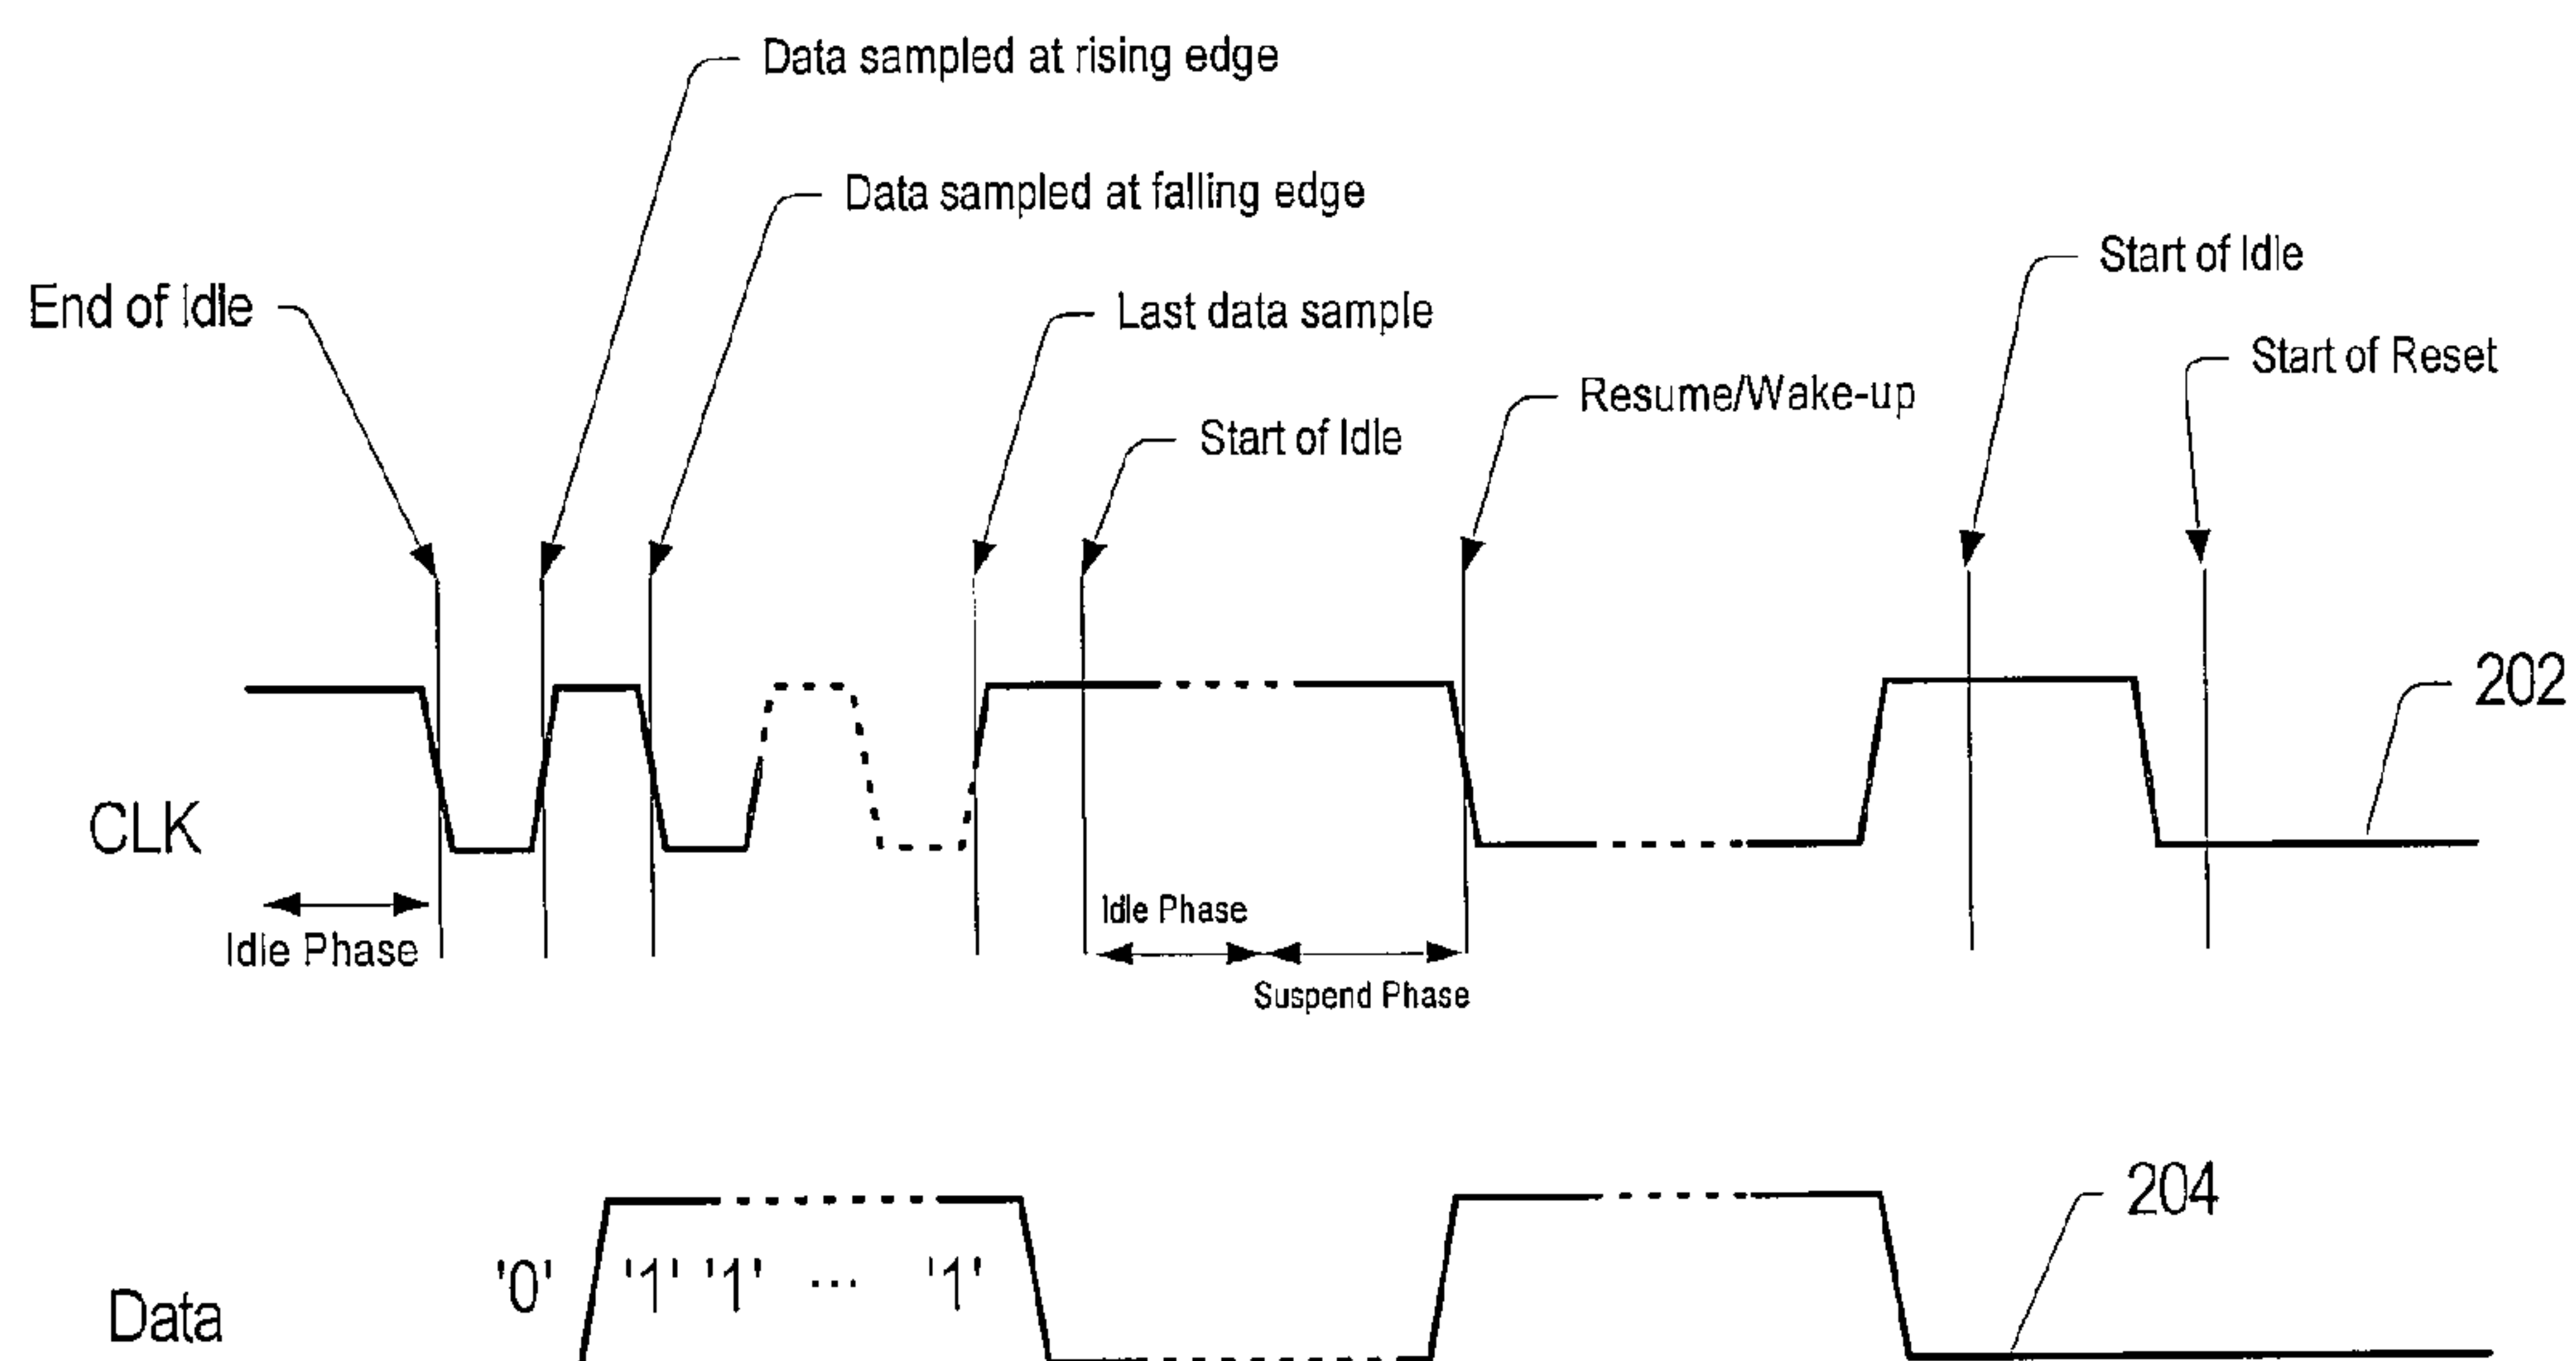 Data sampled at rising edge
Data sampled at falling edge
Start of Idle
End of Idle
Last data sample
Start of Reset
Resume/Wake-up
Start of Idle
202
CLK
Idle Phase
Idle Phase
Suspend Phase
204
'0' '1' '1' ... '1'
Data